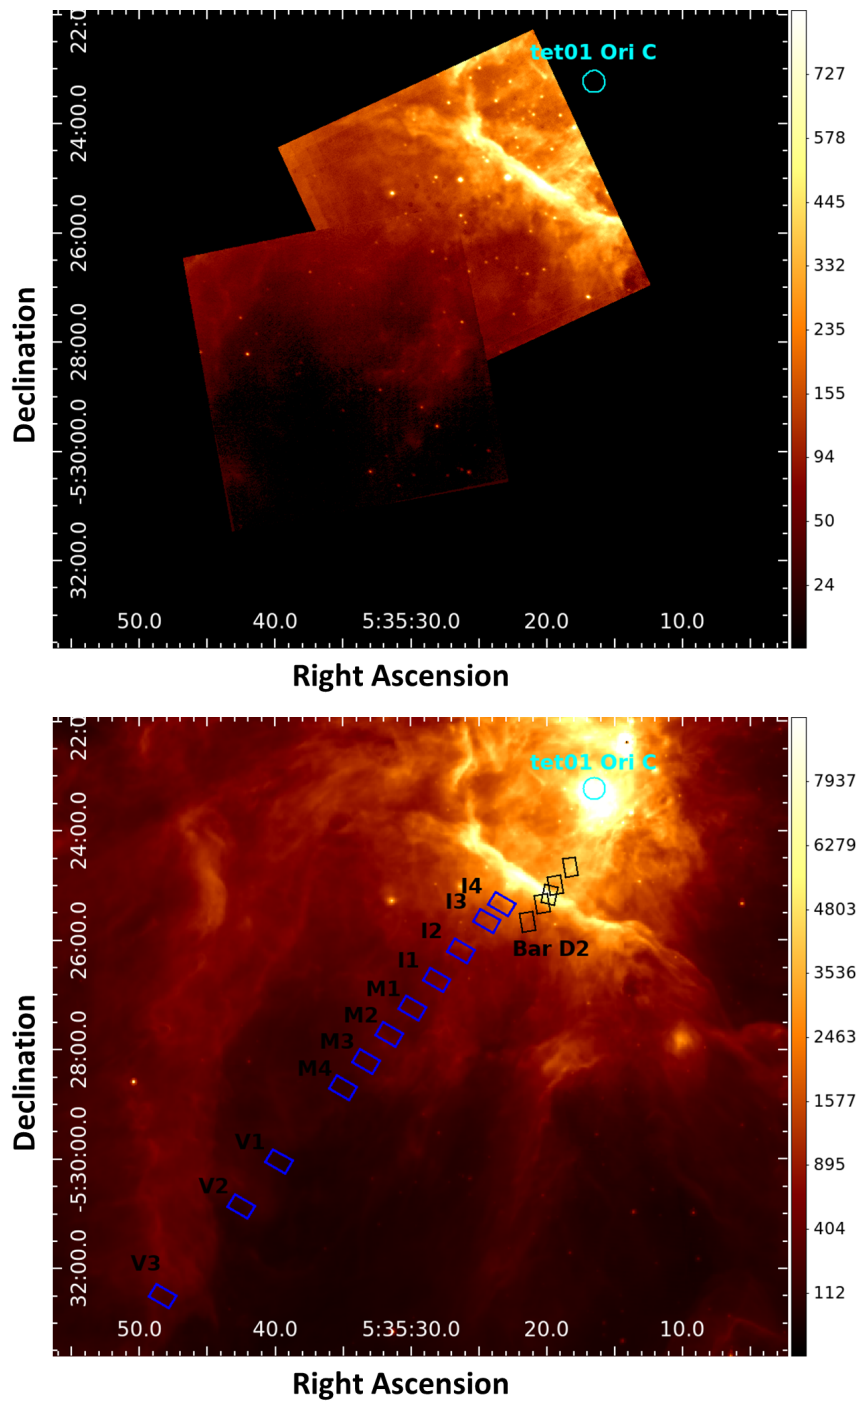 22:0
tet01 Ori C
727
24:00.0
578
445
26:00.0
332
235
28:00.0
155
Declination
94
-5:30:00.0
50
32:00.0
24
50.0 40.0 5:35:30.0 20.0 10.0
Right Ascension
22:0
tet01 Ori C
7937
24:00.0
6279
I4
I3
4803
I2
26:00.0
Bar D2
I1
3536
M1
M2
2463
M3
28:00.0
M4
1577
Declination
V1
895
-5:30:00.0
V2
404
V3
32:00.0
112
50.0 40.0 5:35:30.0 20.0 10.0
Right Ascension